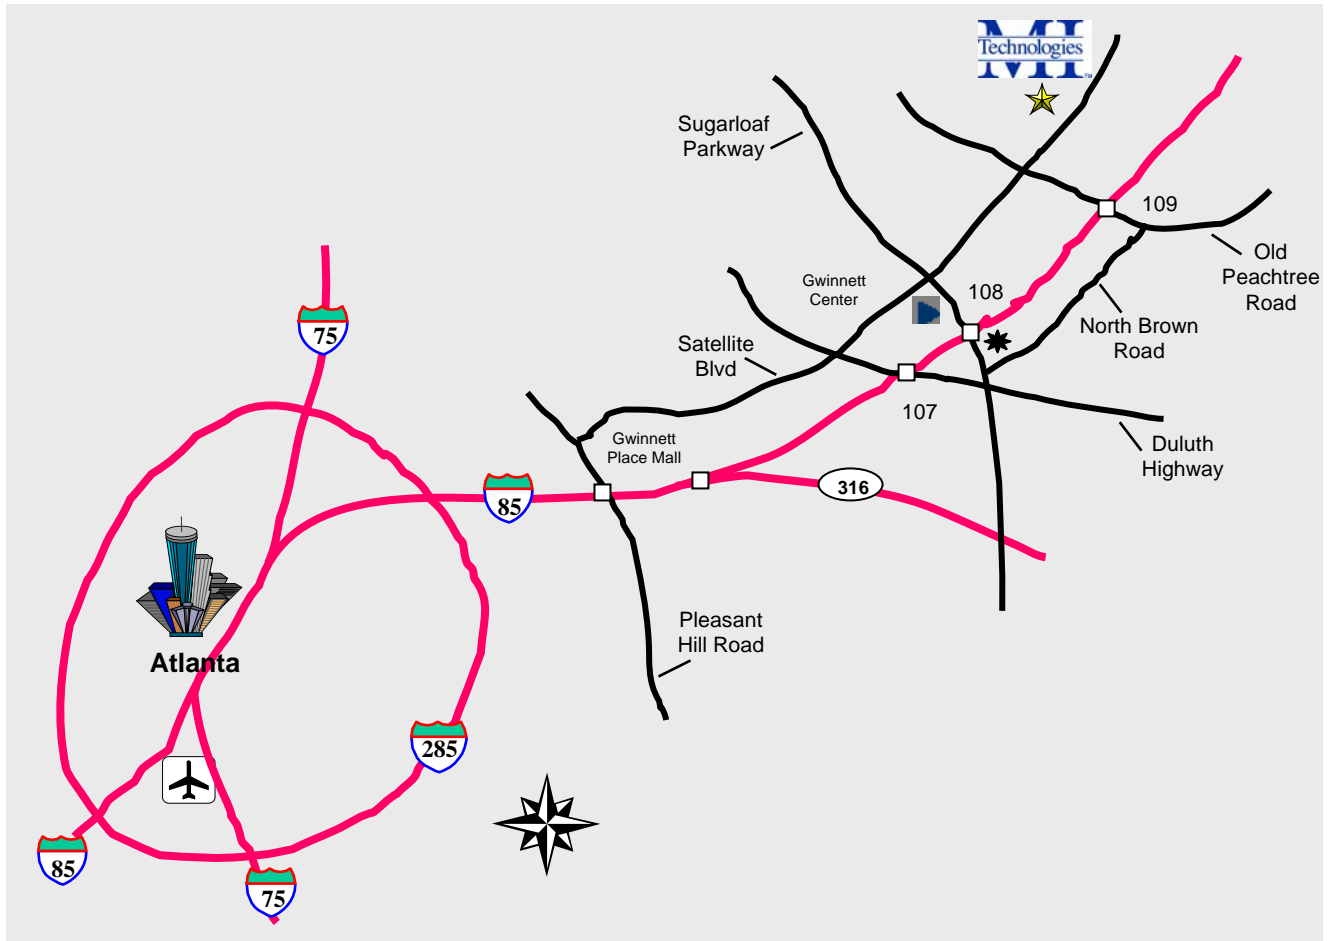 MI
Technologies
TM
Sugarloaf
Parkway
109
Old
Peachtree
Road
Gwinnett
Center
108
North Brown
Road
Satellite
Blvd
75
107
Gwinnett
Place Mall
Duluth
Highway
316
85
Pleasant
Hill Road
Atlanta
285
85
75